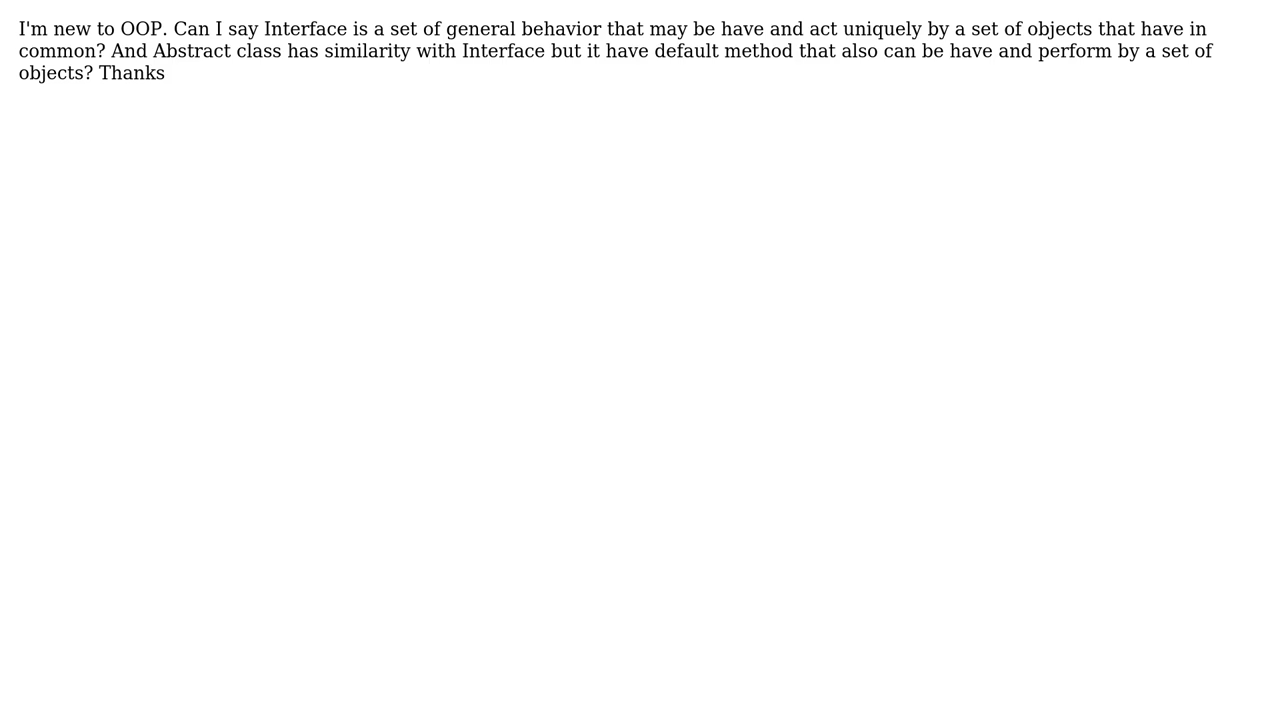 I'm new to OOP. Can I say Interface is a set of general behavior that may be have and act uniquely by a set of objects that have in
common? And Abstract class has similarity with Interface but it have default method that also can be have and perform by a set of
objects? Thanks